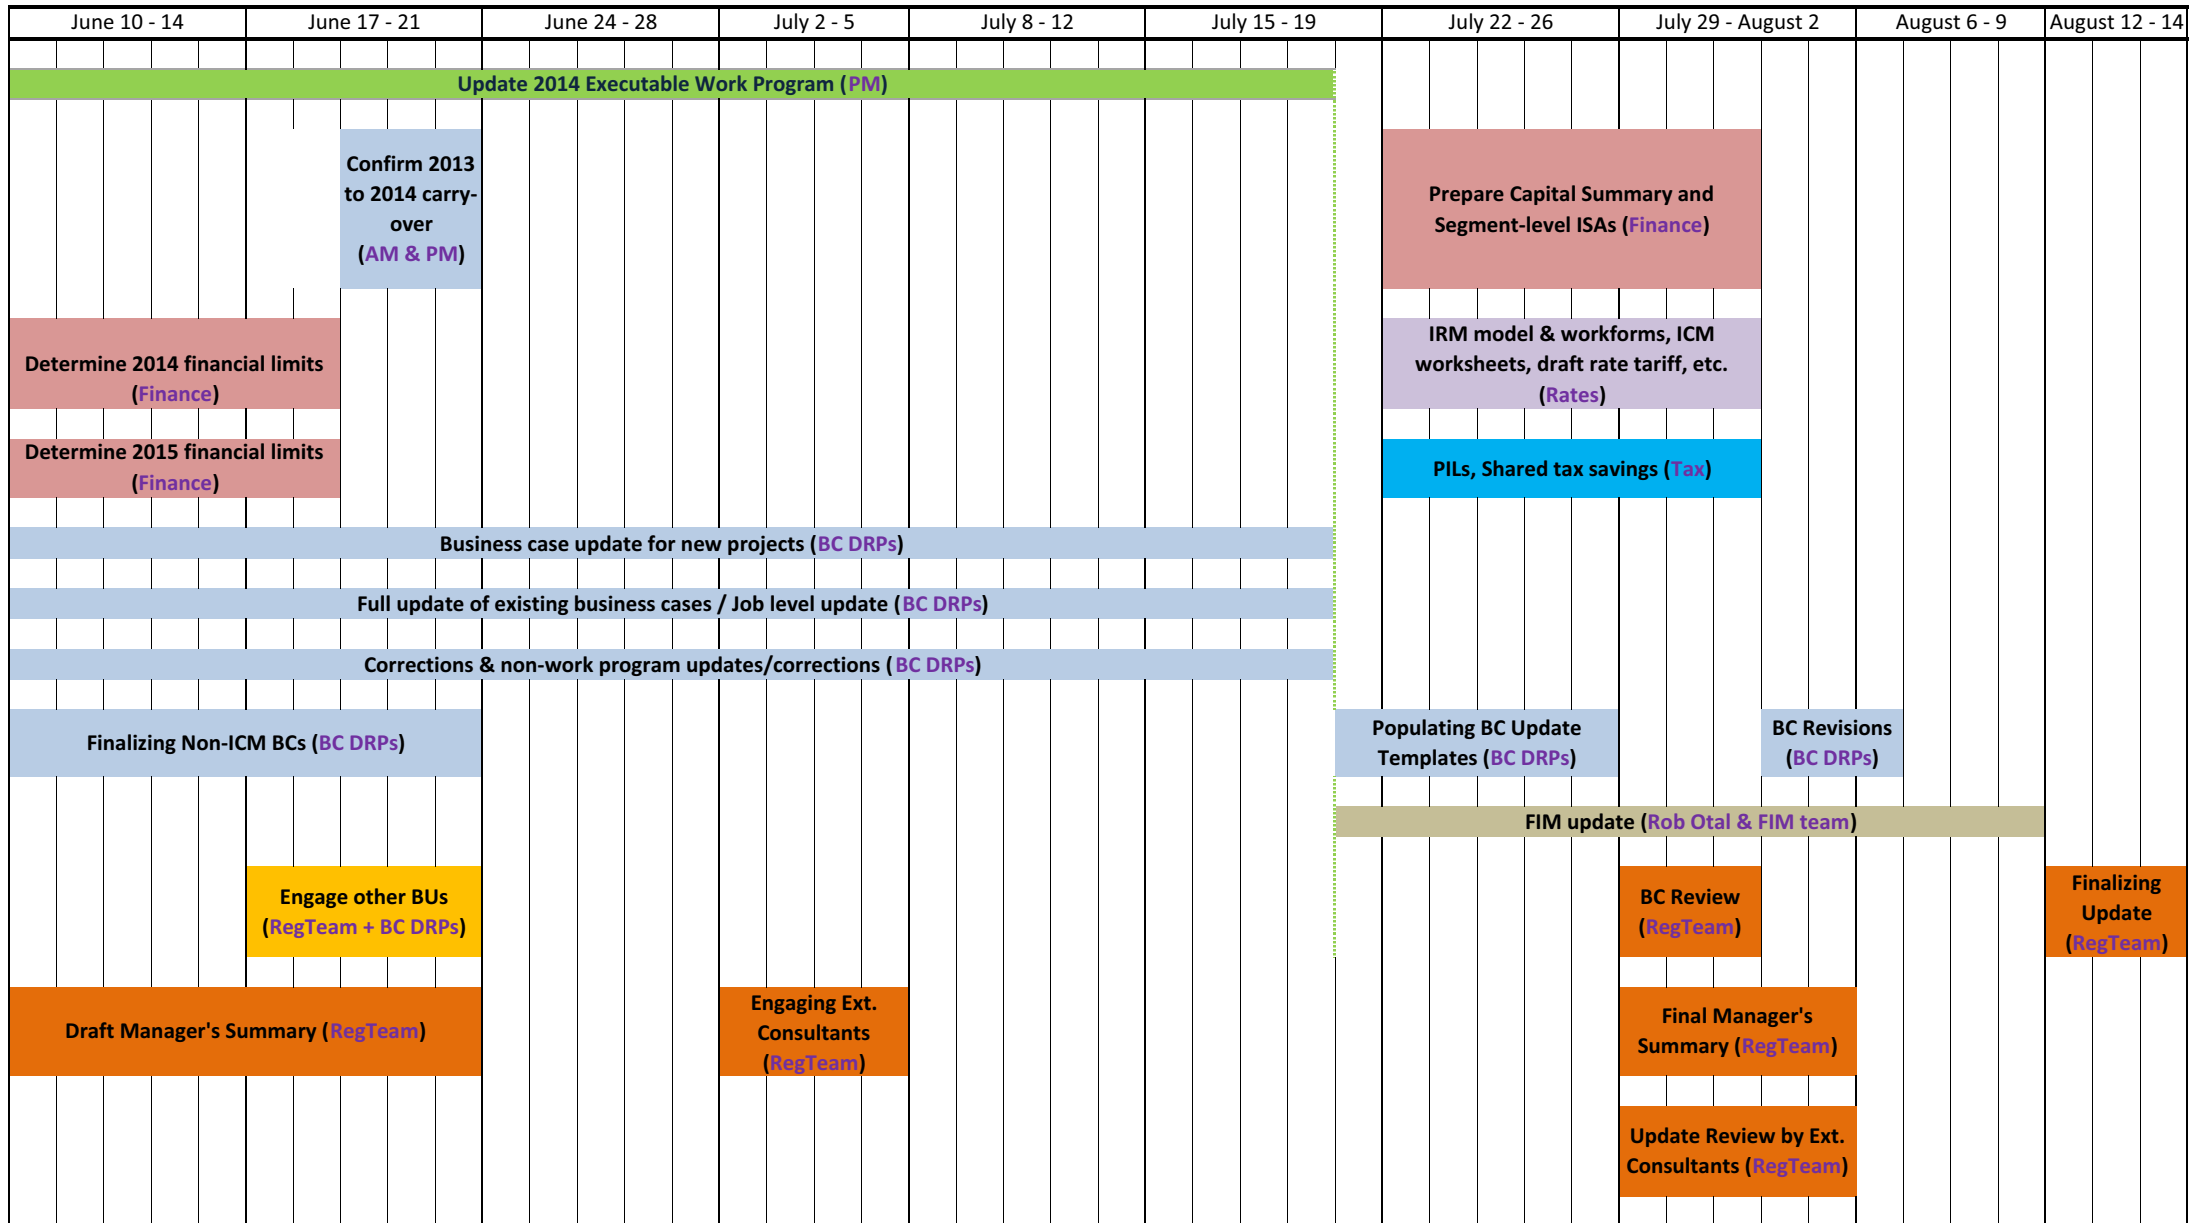 June 10 - 14
June 17 - 21
June 24 - 28
July 2 - 5
July 8 - 12
July 15 - 19
July 22 - 26
July 29 - August 2
August 6 - 9
August 12 - 14
Update 2014 Executable Work Program (PM)
Confirm 2013
to 2014 carry-
over
(AM & PM)
Prepare Capital Summary and
Segment-level ISAs (Finance)
Determine 2014 financial limits
(Finance)
IRM model & workforms, ICM
worksheets, draft rate tariff, etc.
(Rates)
Determine 2015 financial limits
(Finance)
PILs, Shared tax savings (Tax)
Business case update for new projects (BC DRPs)
Full update of existing business cases / Job level update (BC DRPs)
Corrections & non-work program updates/corrections (BC DRPs)
Finalizing Non-ICM BCs (BC DRPs)
Populating BC Update
Templates (BC DRPs)
BC Revisions
(BC DRPs)
FIM update (Rob Otal & FIM team)
Engage other BUs
(RegTeam + BC DRPs)
BC Review
(RegTeam)
Finalizing
Update
(RegTeam)
Draft Manager's Summary (RegTeam)
Engaging Ext.
Consultants
(RegTeam)
Final Manager's
Summary (RegTeam)
Update Review by Ext.
Consultants (RegTeam)